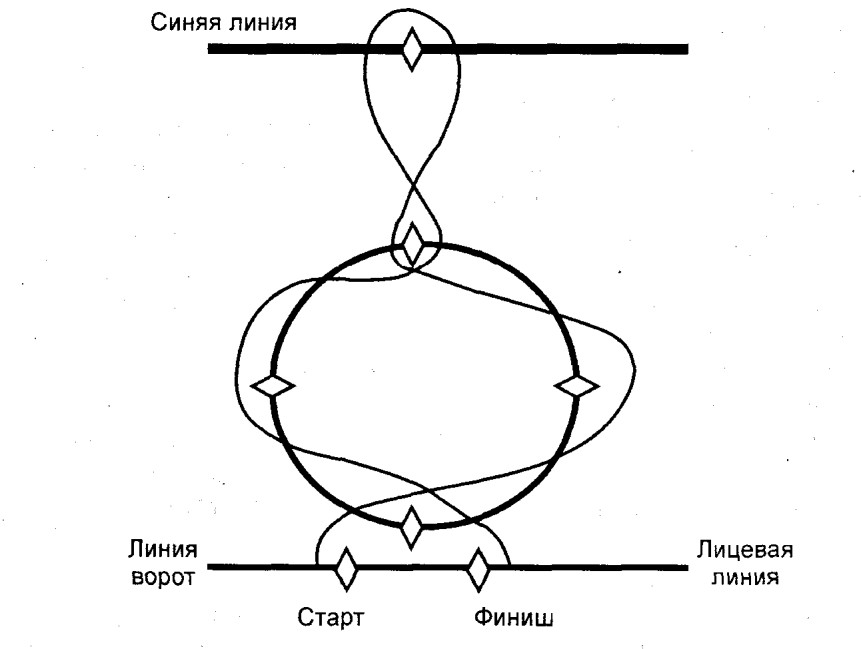 Синяя линия
Линия
ворот
Лицевая
линия
Старт
Финиш